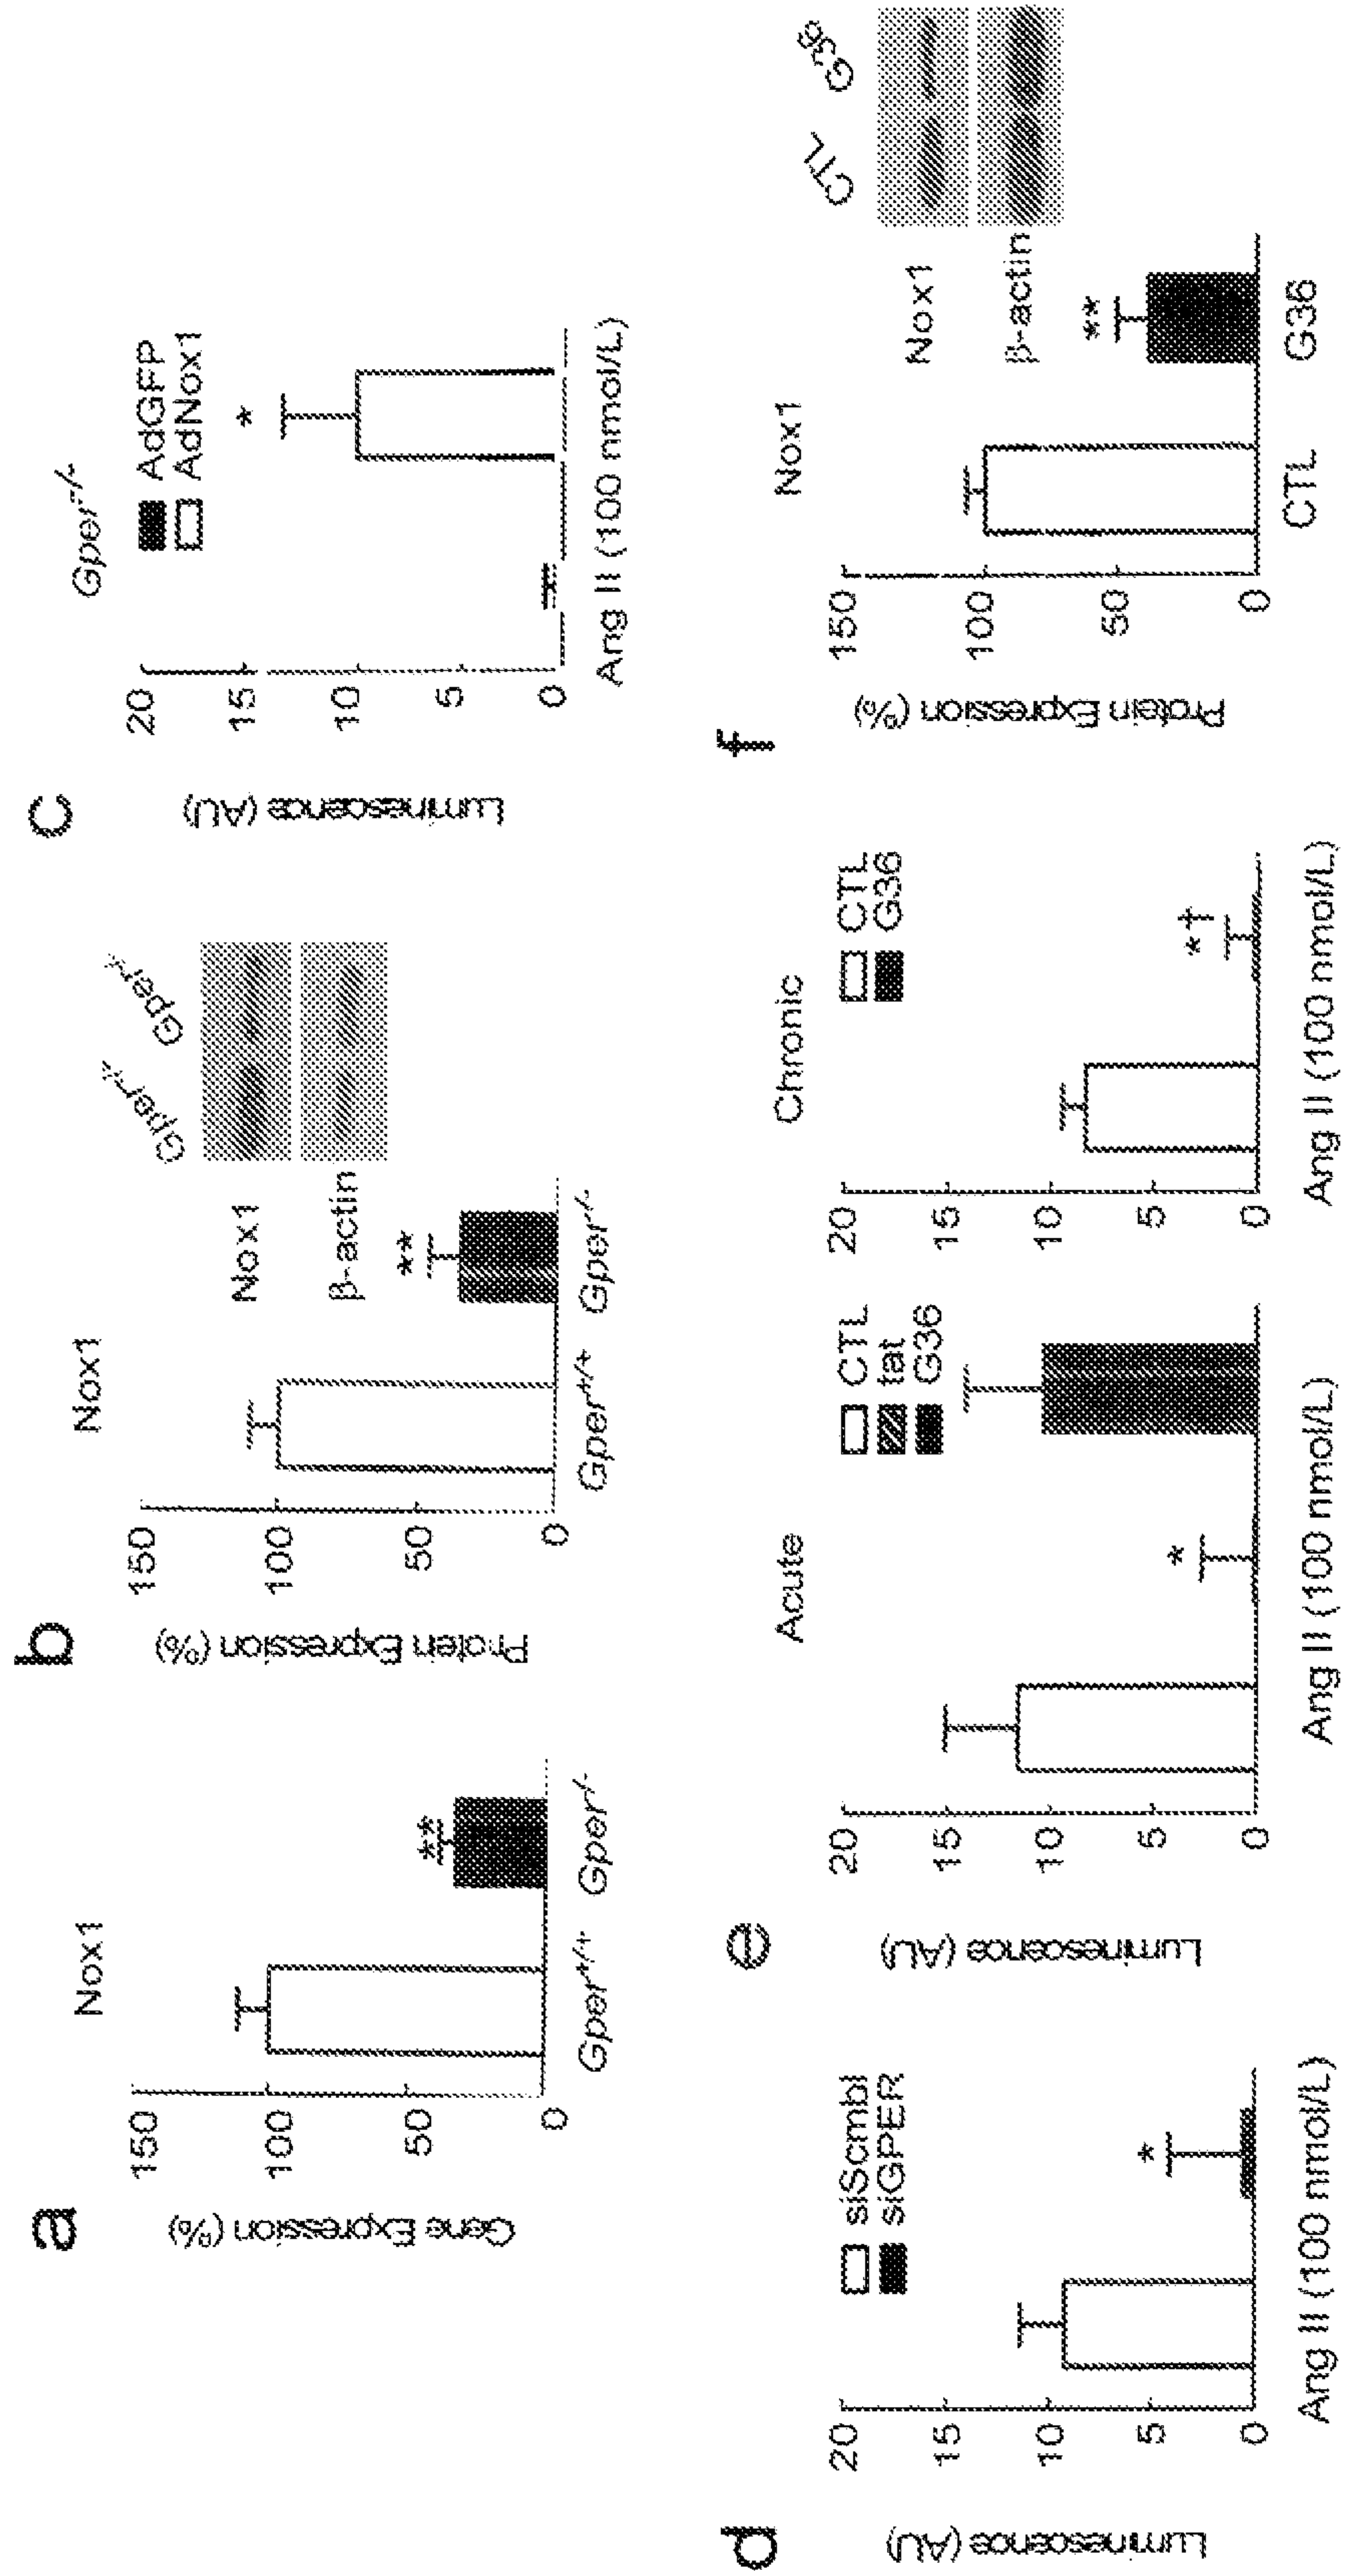 a
Nox1
Gene Expression (%)
150
100
50
0
Gper+/+
Gper-/-
**
b
Nox1
Protein Expression (%)
150
100
50
0
Gper+/+
Gper-/-
**
Nox1
β-actin
c
Gper-/-
AdGFP
AdNox1
Luminescence (AU)
20
15
10
5
0
*
Ang II (100 nmol/L)
d
siScmbl
siGPER
Luminescence (AU)
20
15
10
5
0
*
Ang II (100 nmol/L)
e
Acute
CTL
tat
G36
Luminescence (AU)
20
15
10
5
0
*
Ang II (100 nmol/L)
Chronic
CTL
G36
20
15
10
5
0
*†
Ang II (100 nmol/L)
f
Nox1
Protein Expression (%)
150
100
50
0
CTL
G36
**
CTL G36
Nox1
β-actin